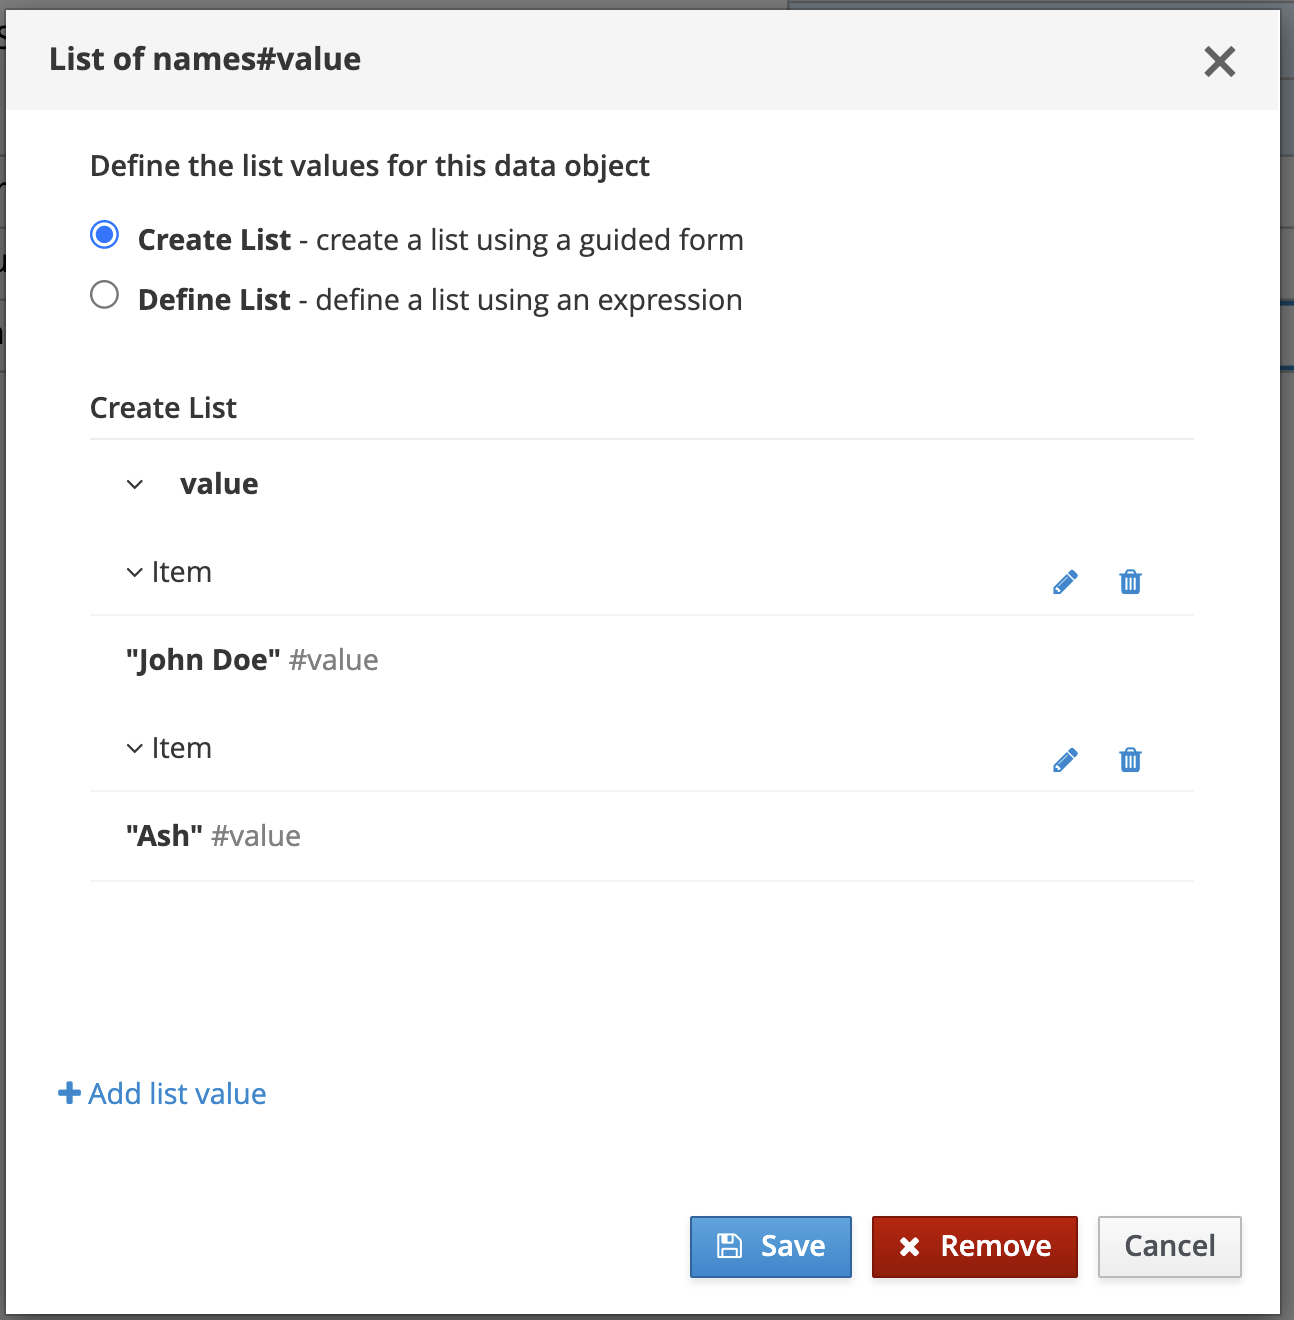 List of names#value
Define the list values for this data object
Create List - create a list using a guided form
Define List - define a list using an expression
Create List
value
Item
"John Doe" #value
Item
"Ash" #value
Add list value
Save
Remove
Cancel